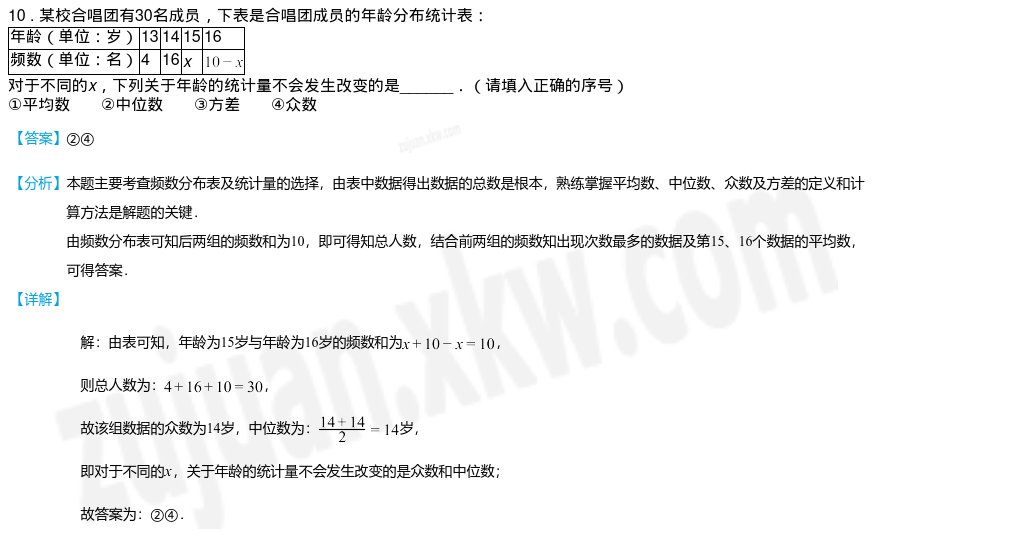 10．某校合唱团有30名成员，下表是合唱团成员的年龄分布统计表：
年龄（单位：岁） 13 14 15 16
频数（单位：名） 4 16 x 10－x
对于不同的x，下列关于年龄的统计量不会发生改变的是______．（请填入正确的序号）
①平均数 ②中位数 ③方差 ④众数
【答案】②④
zujuan.xkw.com
【分析】本题主要考查频数分布表及统计量的选择，由表中数据得出数据的总数是根本，熟练掌握平均数、中位数、众数及方差的定义和计
算方法是解题的关键．
由频数分布表可知后两组的频数和为10，即可得知总人数，结合前两组的频数知出现次数最多的数据及第15、16个数据的平均数，
可得答案．
【详解】
解：由表可知，年龄为15岁与年龄为16岁的频数和为x+10－x=10，
则总人数为：4+16+10=30，
故该组数据的众数为14岁，中位数为：(14+14)/2=14岁，
即对于不同的x，关于年龄的统计量不会发生改变的是众数和中位数；
故答案为：②④．
zujuan.xkw.com